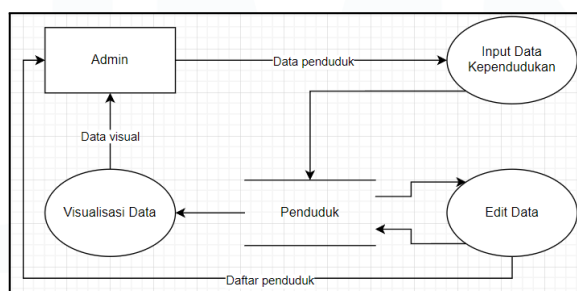 Admin
Data penduduk
Input Data
Kependudukan
Data visual
Visualisasi Data
Penduduk
Edit Data
Daftar penduduk